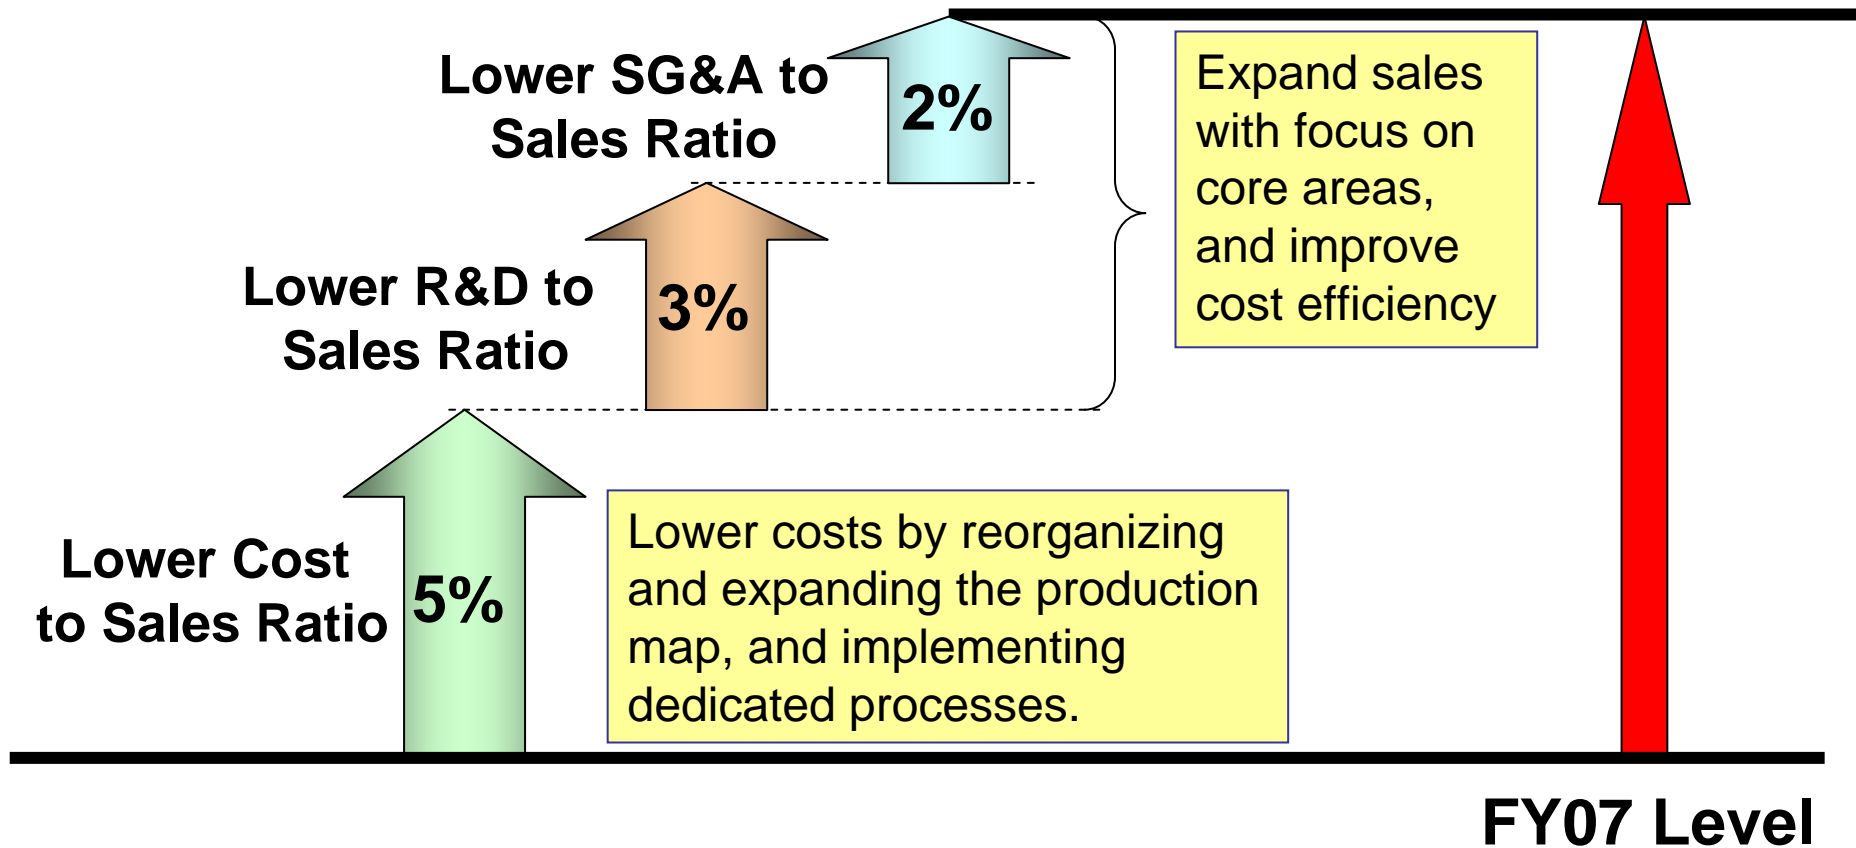 Lower SG&A to
Sales Ratio
2%
Expand sales
with focus on
core areas,
and improve
cost efficiency
Lower R&D to
Sales Ratio
3%
Lower Cost
to Sales Ratio
5%
Lower costs by reorganizing
and expanding the production
map, and implementing
dedicated processes.
FY07 Level